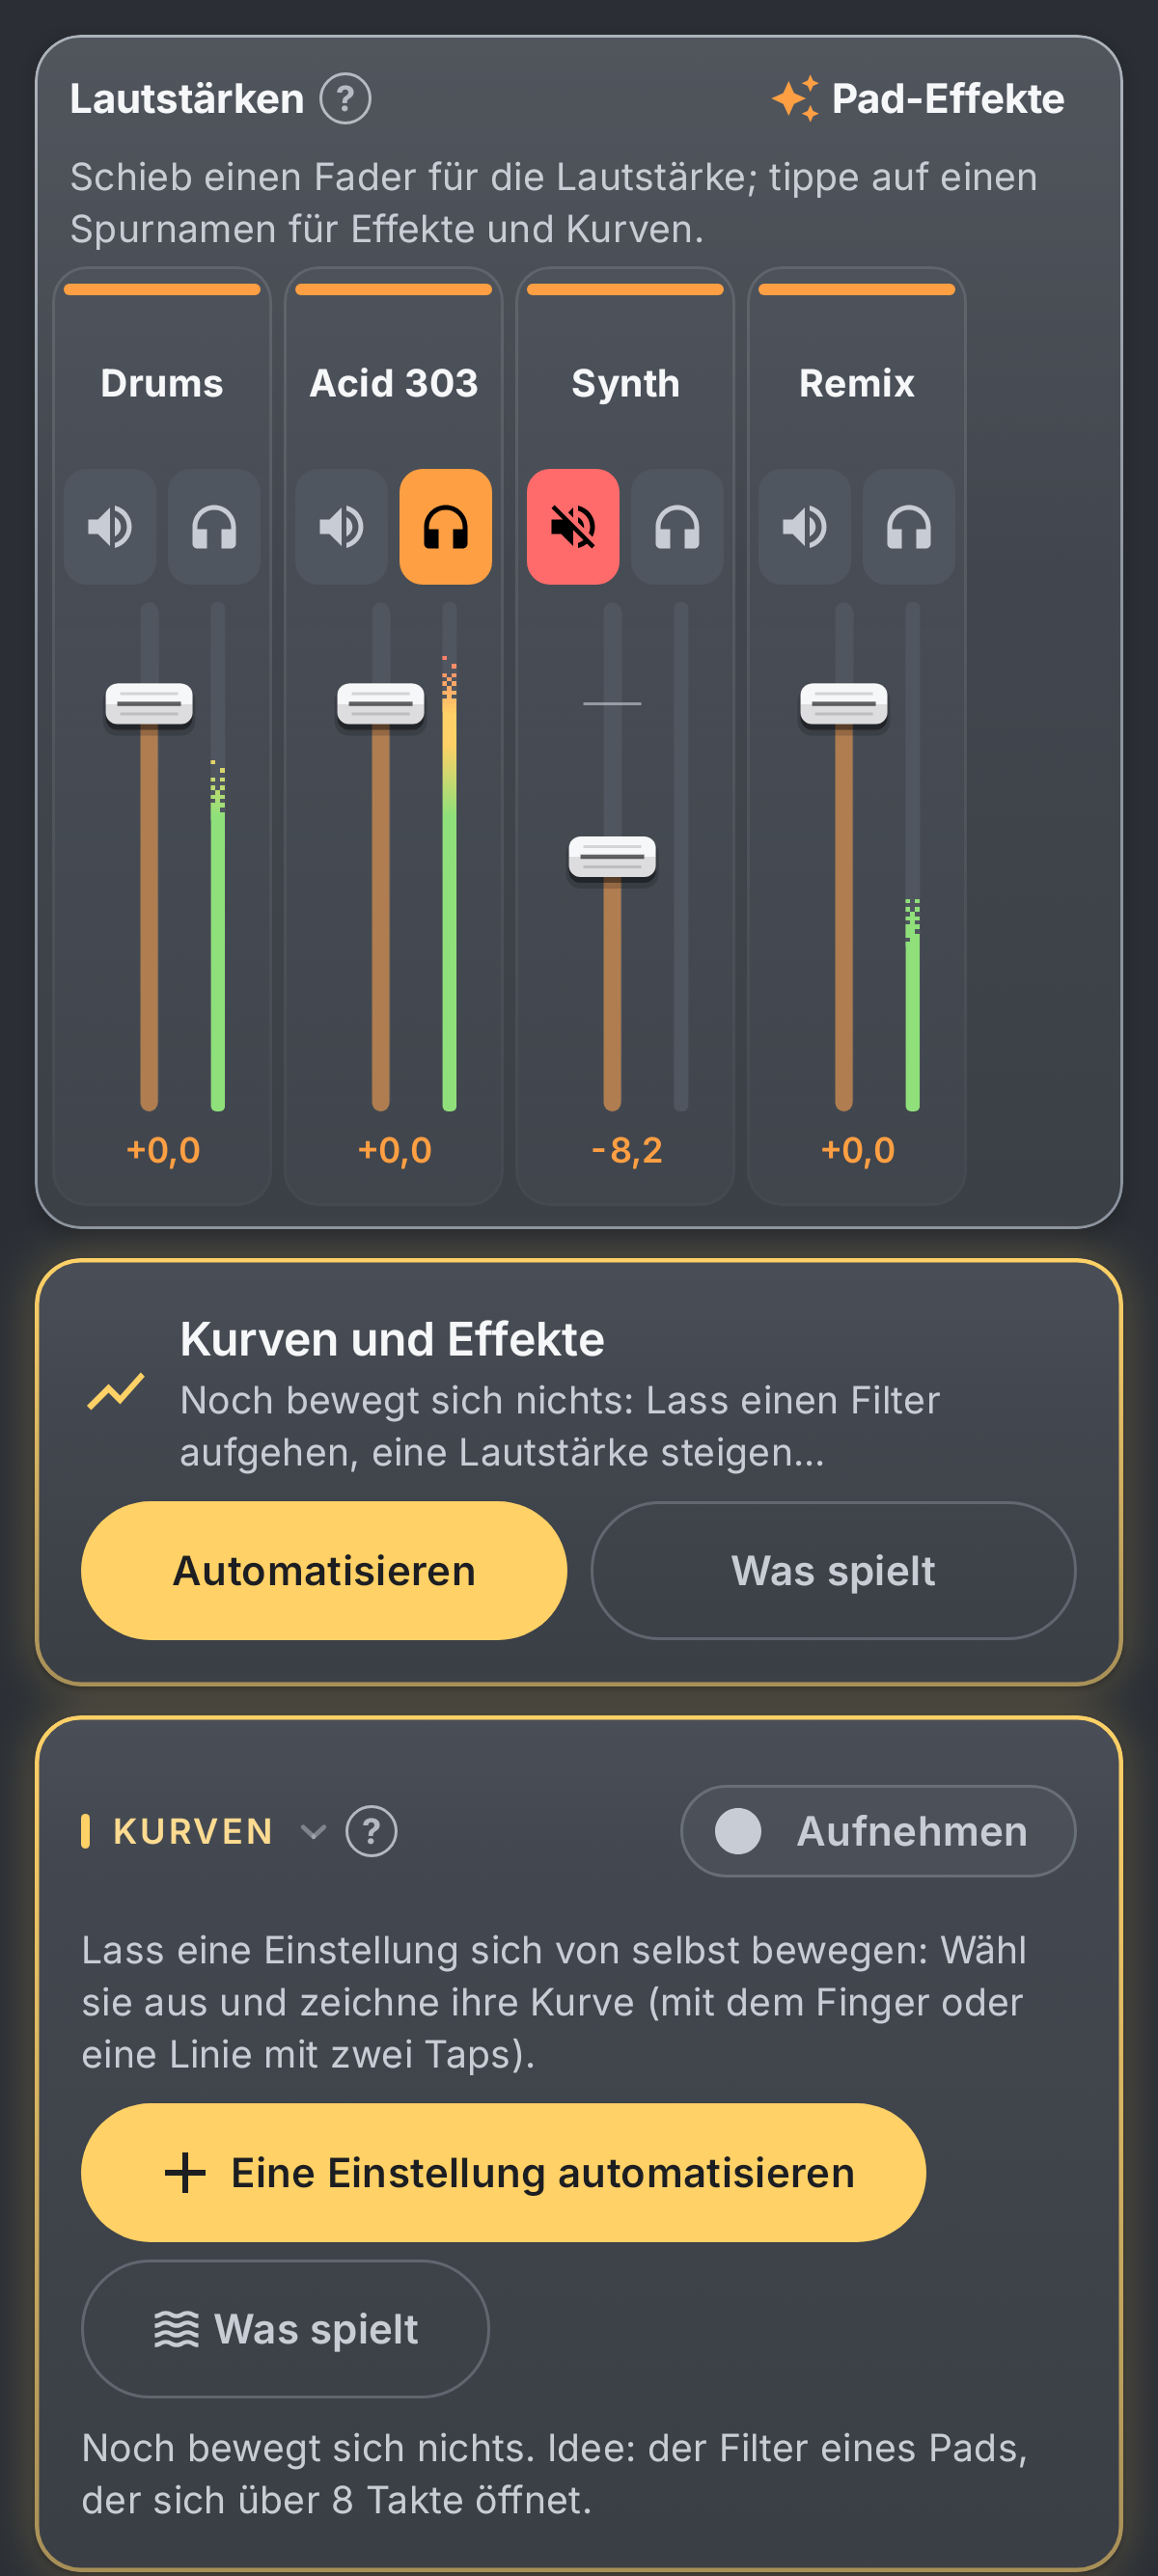 Lautstärken ?
Pad-Effekte
Schieb einen Fader für die Lautstärke; tippe auf einen
Spurnamen für Effekte und Kurven.
Drums
Acid 303
Synth
Remix
+0,0
+0,0
-8,2
+0,0
Kurven und Effekte
Noch bewegt sich nichts: Lass einen Filter
aufgehen, eine Lautstärke steigen...
Automatisieren
Was spielt
KURVEN ?
Aufnehmen
Lass eine Einstellung sich von selbst bewegen: Wähl
sie aus und zeichne ihre Kurve (mit dem Finger oder
eine Linie mit zwei Taps).
Eine Einstellung automatisieren
Was spielt
Noch bewegt sich nichts. Idee: der Filter eines Pads,
der sich über 8 Takte öffnet.